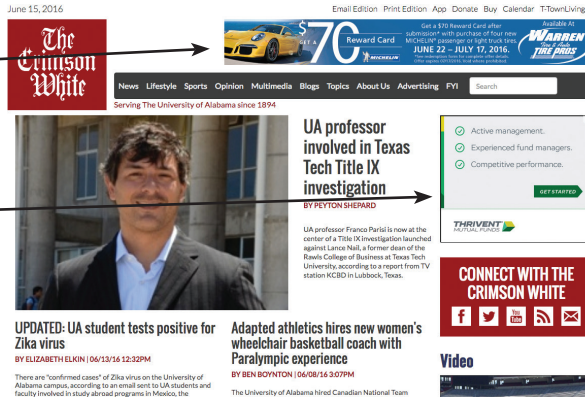 June 15, 2016
Email Edition Print Edition App Donate Buy Calendar T-TownLiving
The
Crimson
White
GET A
$70
Reward Card
MICHELIN
Get a $70 Reward Card after
submission* with purchase of four new
MICHELIN® passenger or light truck tires.
JUNE 22 – JULY 17, 2016.
Available At
WARREN
Tire & Auto
TIRE PROS
News Lifestyle Sports Opinion Multimedia Blogs Topics About Us Advertising FYI Search
Serving The University of Alabama since 1894
UA professor
involved in Texas
Tech Title IX
investigation
BY PEYTON SHEPARD
UA professor Franco Parisi is now at the
center of a Title IX investigation launched
against Lance Nail, a former dean of the
Rawls College of Business at Texas Tech
University, according to a report from TV
station KCBD in Lubbock, Texas.
Active management.
Experienced fund managers.
Competitive performance.
GET STARTED
THRIVENT
MUTUAL FUNDS
CONNECT WITH THE
CRIMSON WHITE
f
You
Tube
UPDATED: UA student tests positive for
Zika virus
BY ELIZABETH ELKIN | 06/13/16 12:32PM
There are "confirmed cases" of Zika virus on the University of
Alabama campus, according to an email sent to UA students and
faculty involved in study abroad programs in Mexico, the
Adapted athletics hires new women's
wheelchair basketball coach with
Paralympic experience
BY BEN BOYNTON | 06/08/16 3:07PM
The University of Alabama hired Canadian National Team
Video